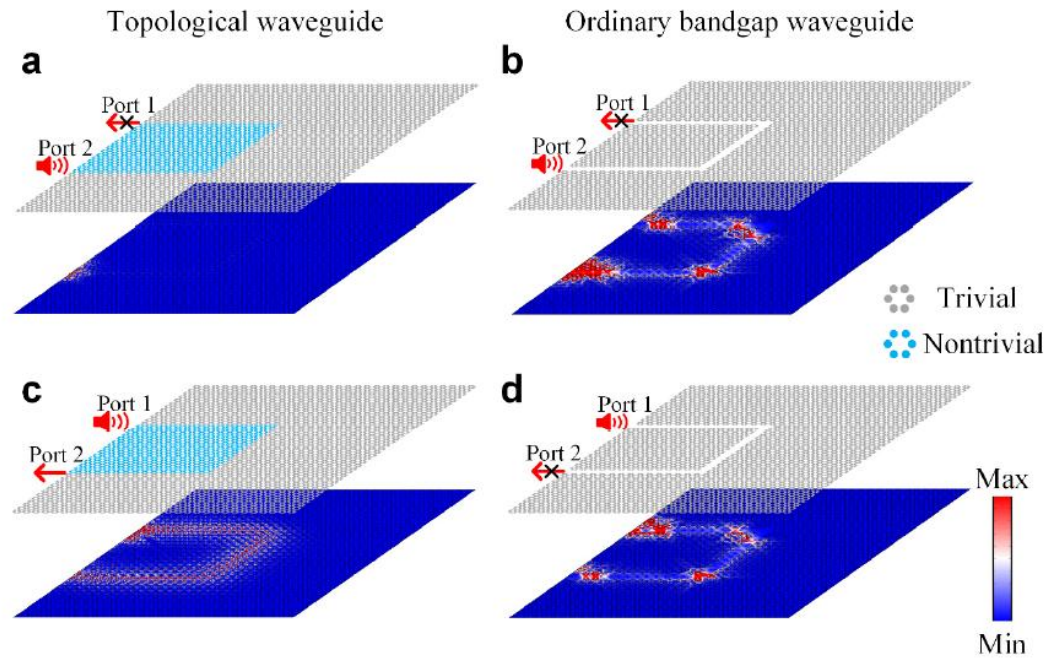 Topological waveguide
Ordinary bandgap waveguide
a
Port 1
Port 2
b
Port 1
Port 2
Trivial
Nontrivial
c
Port 1
Port 2
d
Port 1
Port 2
Max
Min